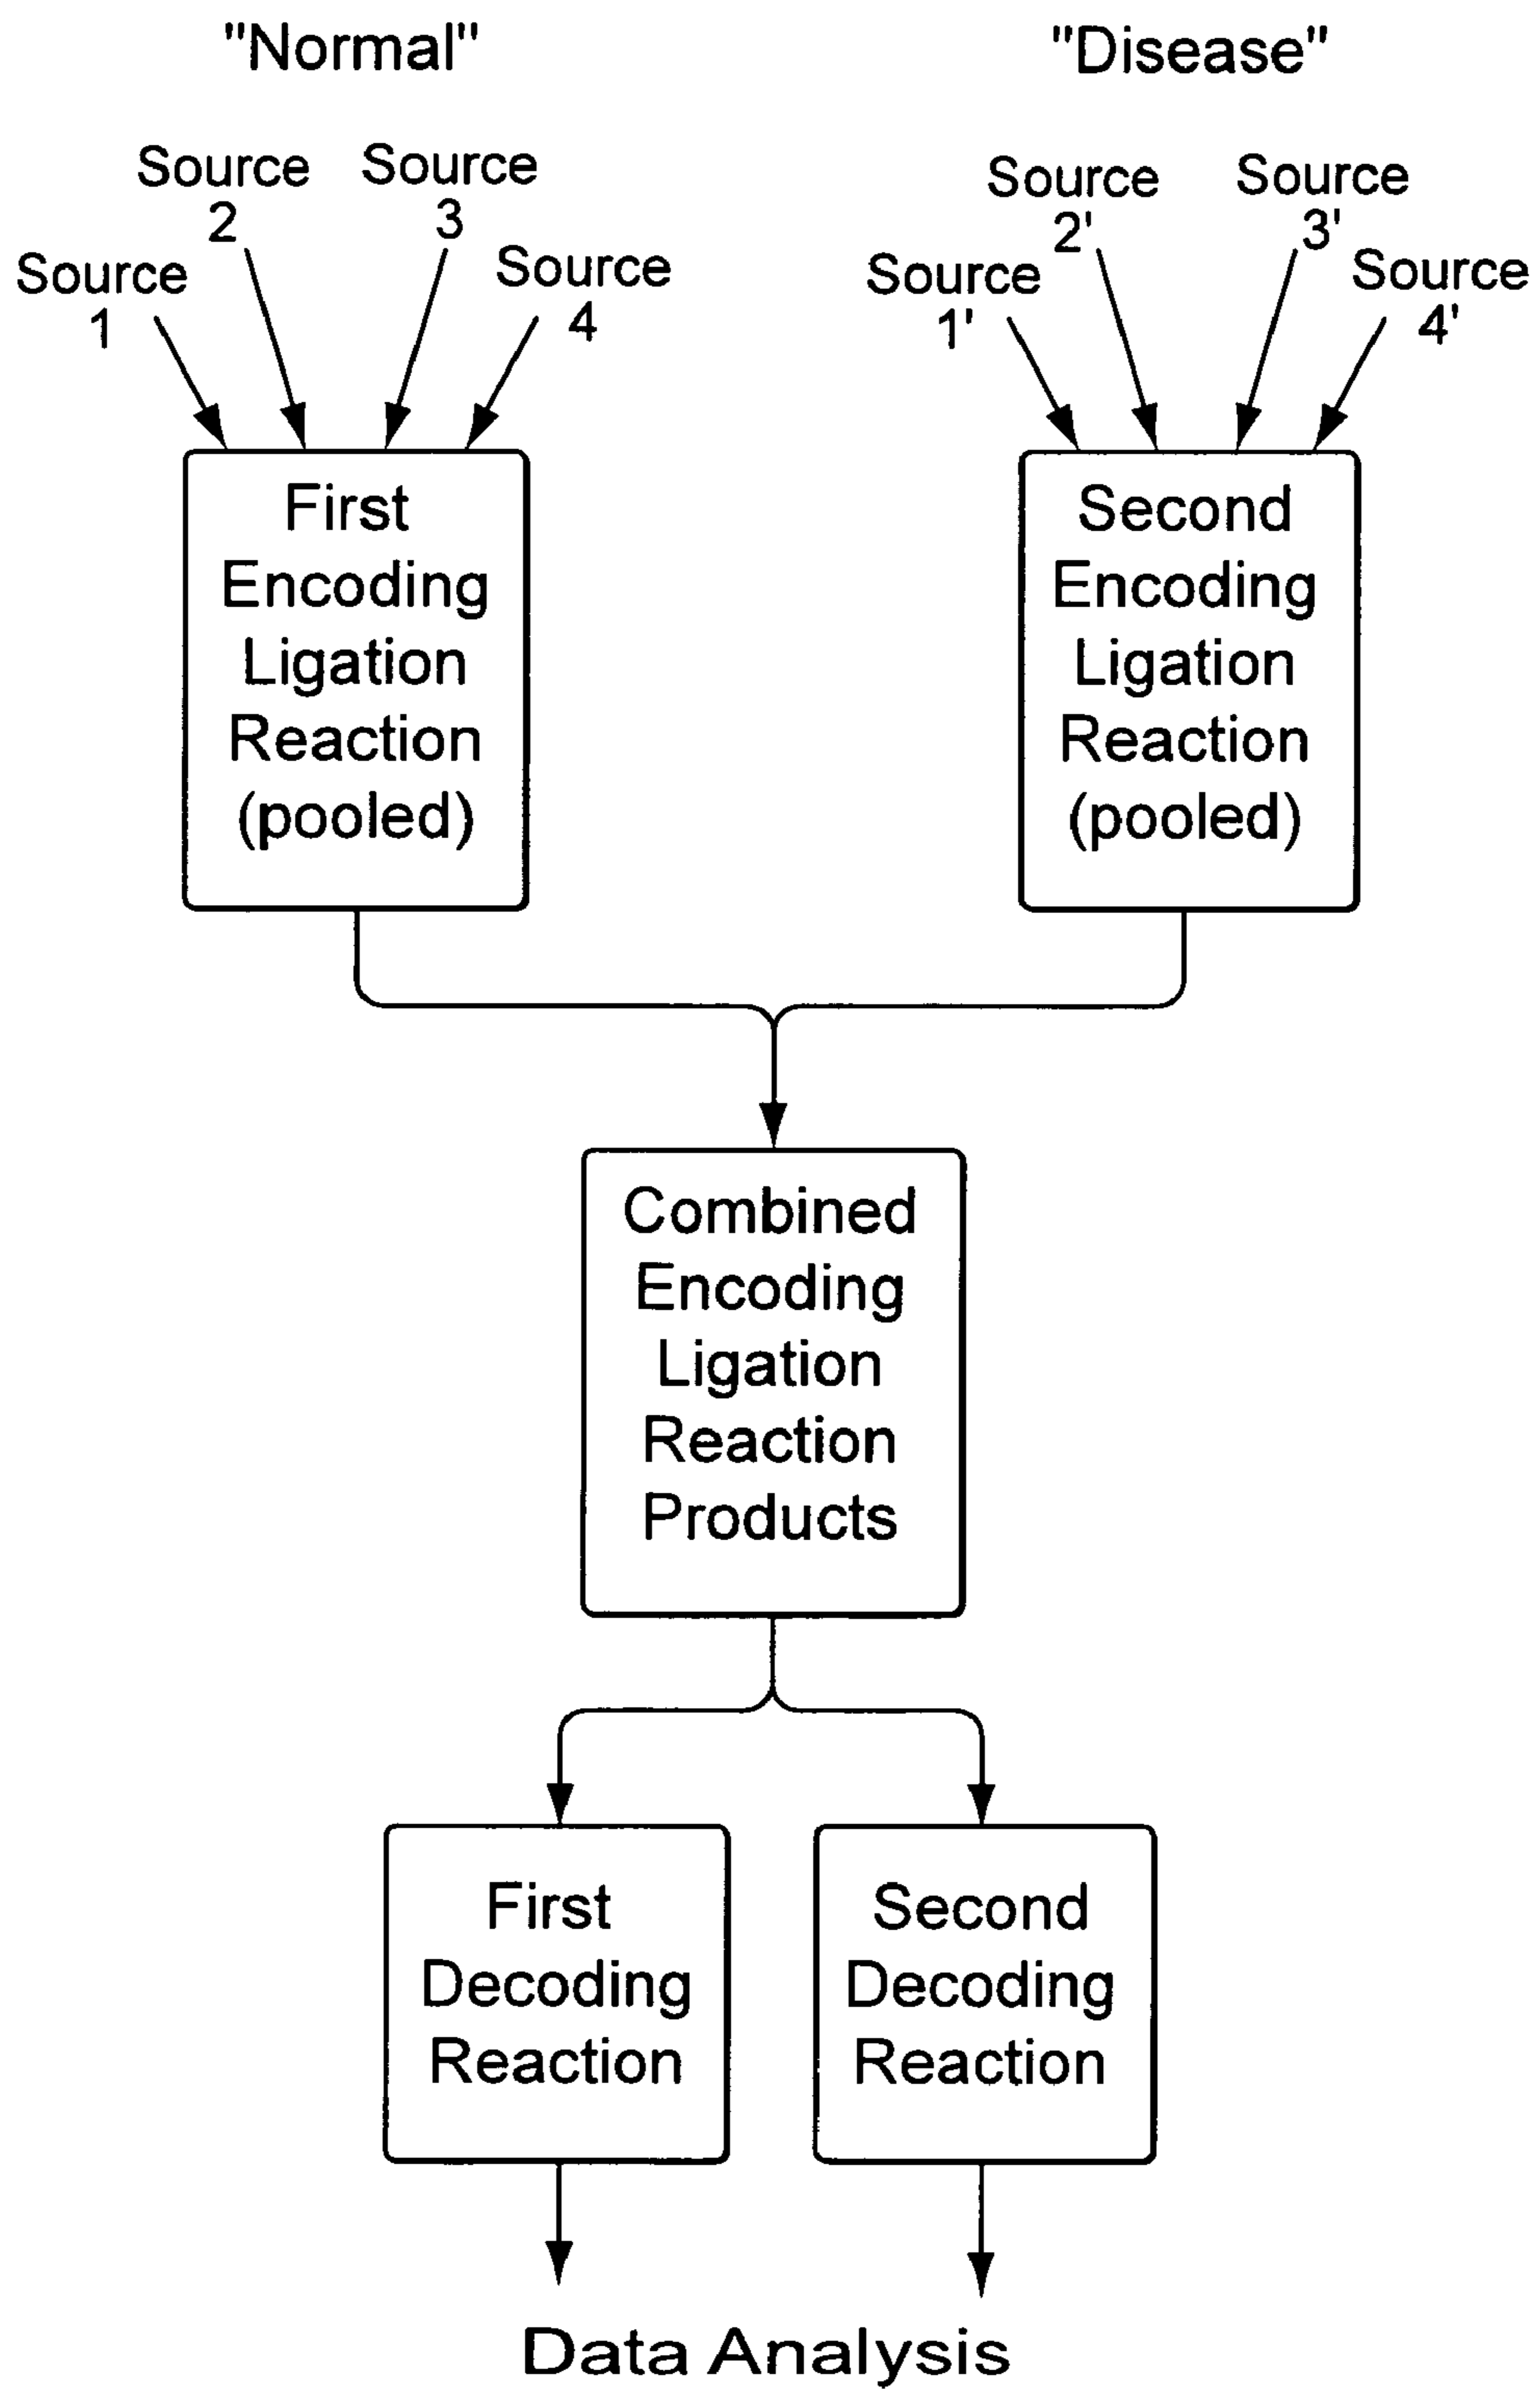 "Normal"
"Disease"
Source
2
Source
3
Source
1
Source
4
Source
2'
Source
3'
Source
1'
Source
4'
First
Encoding
Ligation
Reaction
(pooled)
Second
Encoding
Ligation
Reaction
(pooled)
Combined
Encoding
Ligation
Reaction
Products
First
Decoding
Reaction
Second
Decoding
Reaction
Data Analysis